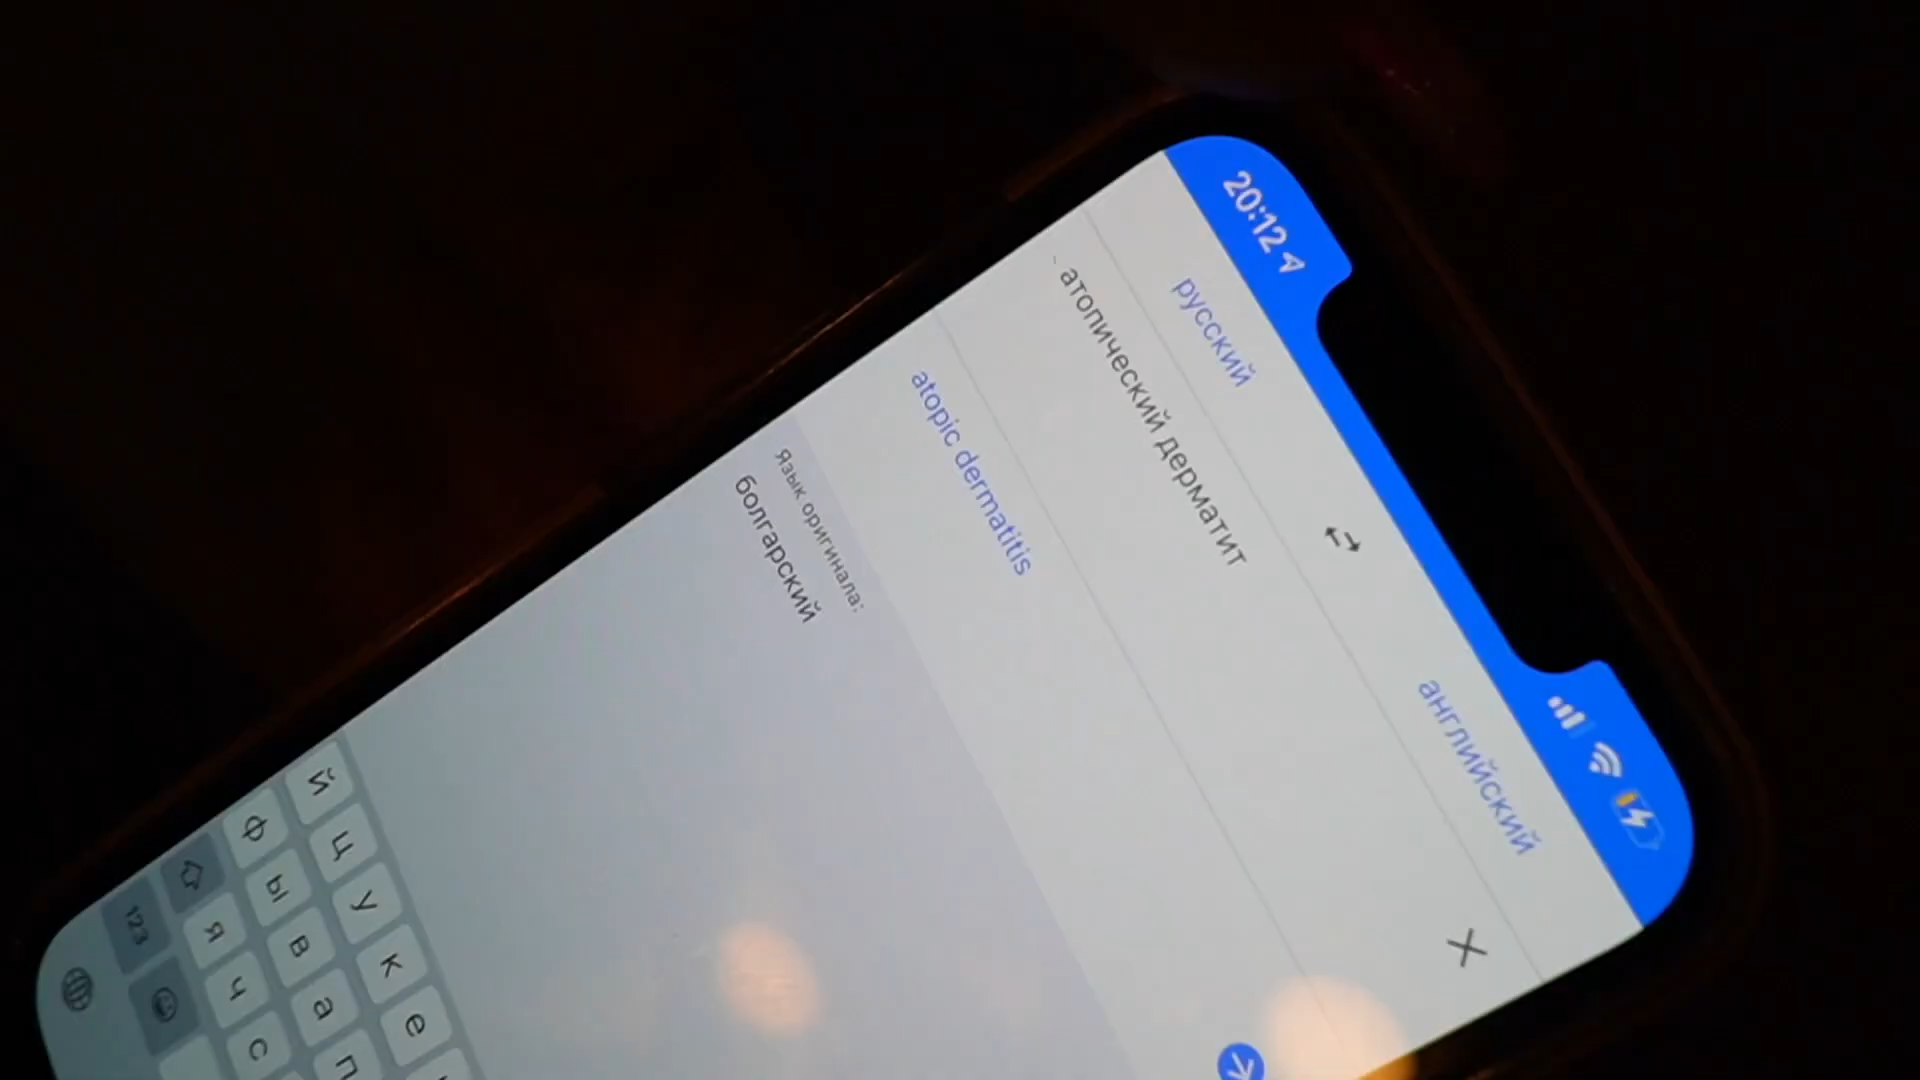 20:12
русский
английский
атопический дерматит
atopic dermatitis
Язык оригинала:
болгарский
й ц у к е
ф ы в а п
я ч с
123